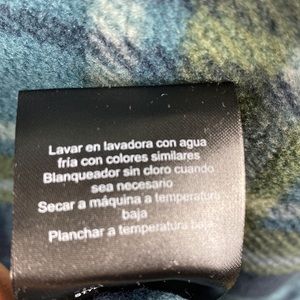 Lavar en lavadora con agua
fría con colores similares
Blanqueador sin cloro cuando
sea necesario
Secar a máquina a temperatura
baja
Planchar a temperatura baja